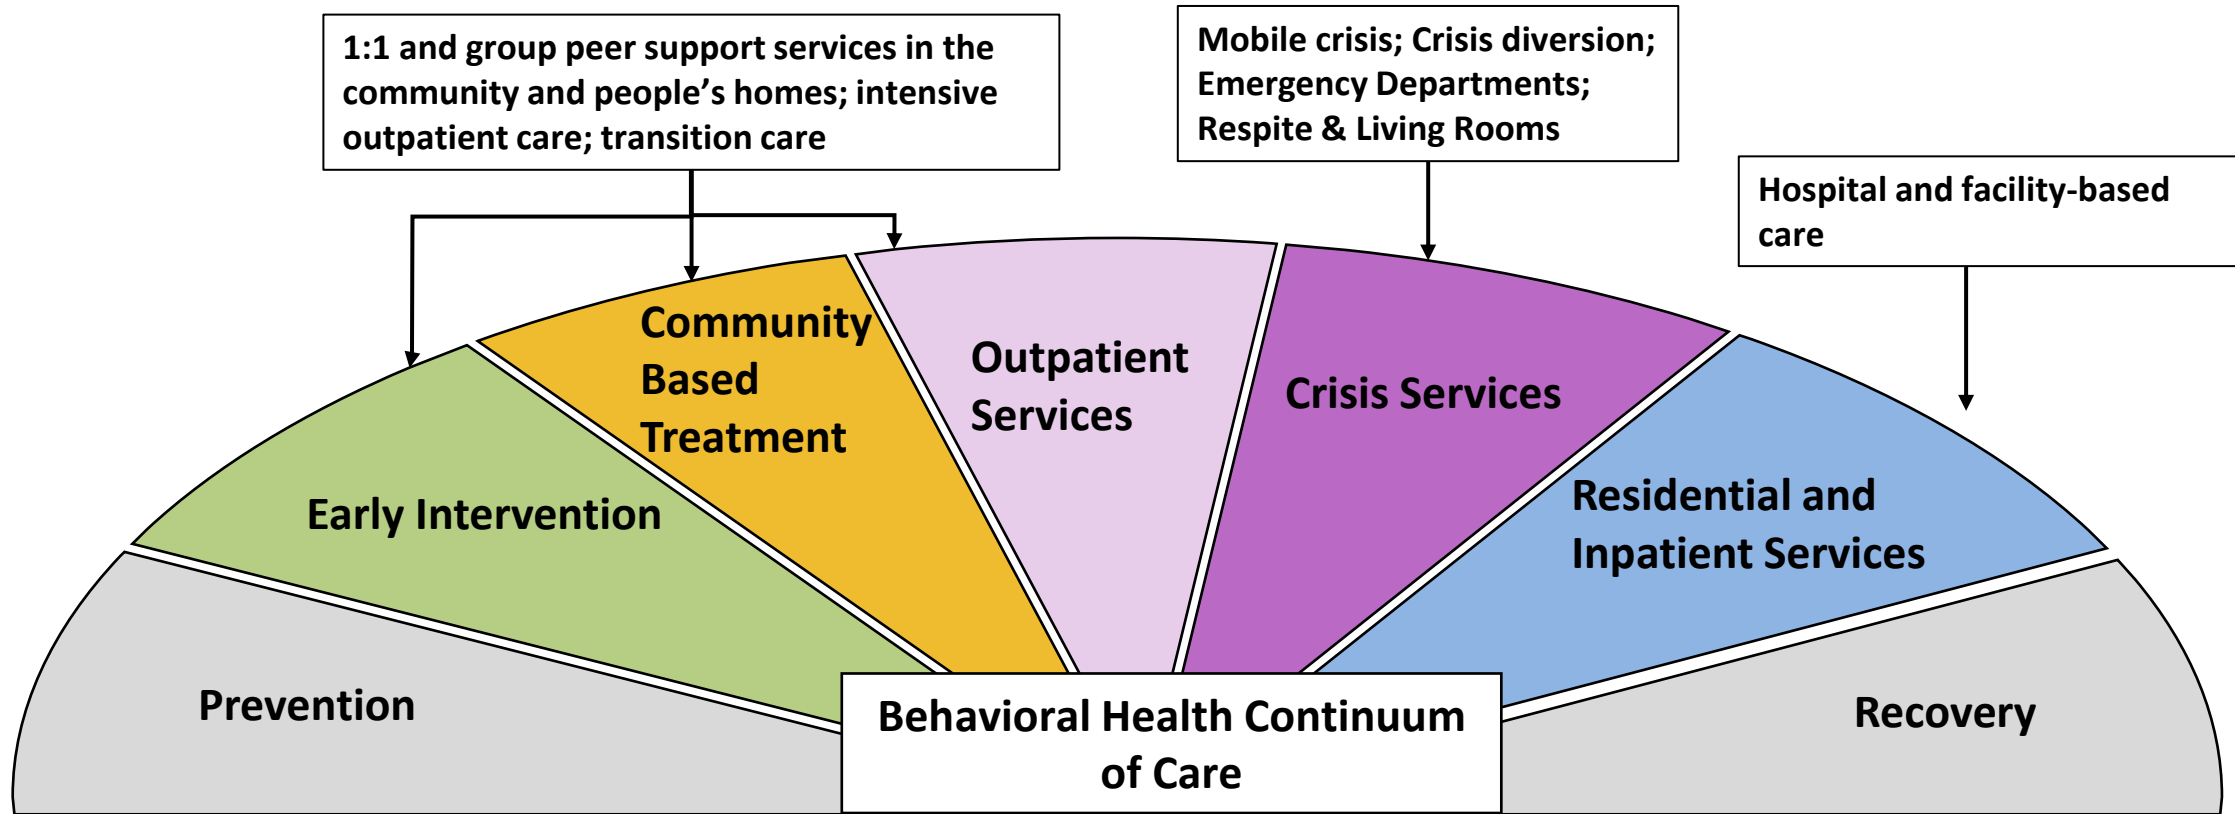 1:1 and group peer support services in the
community and people’s homes; intensive
outpatient care; transition care
Mobile crisis; Crisis diversion;
Emergency Departments;
Respite & Living Rooms
Hospital and facility-based
care
Community
Based
Treatment
Outpatient
Services
Crisis Services
Early Intervention
Residential and
Inpatient Services
Prevention
Behavioral Health Continuum
of Care
Recovery